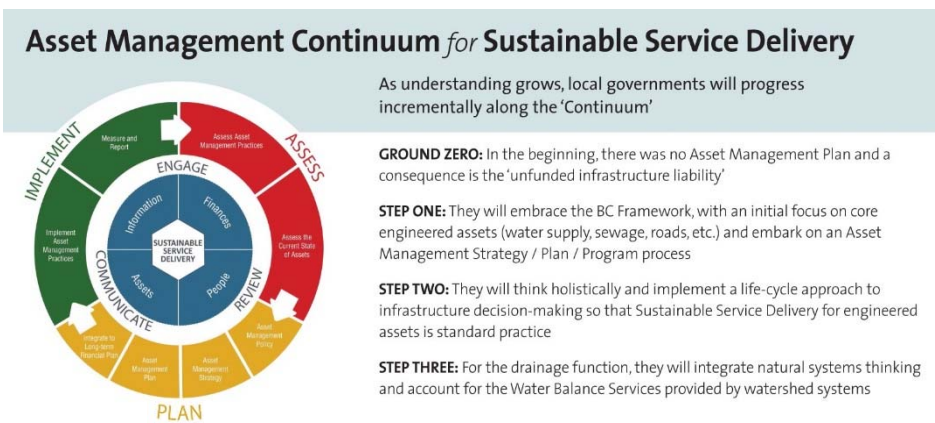 Asset Management Continuum for Sustainable Service Delivery
As understanding grows, local governments will progress
incrementally along the ‘Continuum’
GROUND ZERO: In the beginning, there was no Asset Management Plan and a
consequence is the ‘unfunded infrastructure liability’
STEP ONE: They will embrace the BC Framework, with an initial focus on core
engineered assets (water supply, sewage, roads, etc.) and embark on an Asset
Management Strategy / Plan / Program process
STEP TWO: They will think holistically and implement a life-cycle approach to
infrastructure decision-making so that Sustainable Service Delivery for engineered
assets is standard practice
STEP THREE: For the drainage function, they will integrate natural systems thinking
and account for the Water Balance Services provided by watershed systems
IMPLEMENT
ASSESS
PLAN
Measure and
Report
Assess Asset
Management Practices
Assess the
Current State
of Assets
Asset
Management
Policy
Asset
Management
Strategy
Asset
Management
Plan
Integrate to
Long-term
Financial Plan
Implement
Asset
Management
Practices
ENGAGE
REVIEW
COMMUNICATE
Information
Finances
People
Assets
SUSTAINABLE
SERVICE
DELIVERY